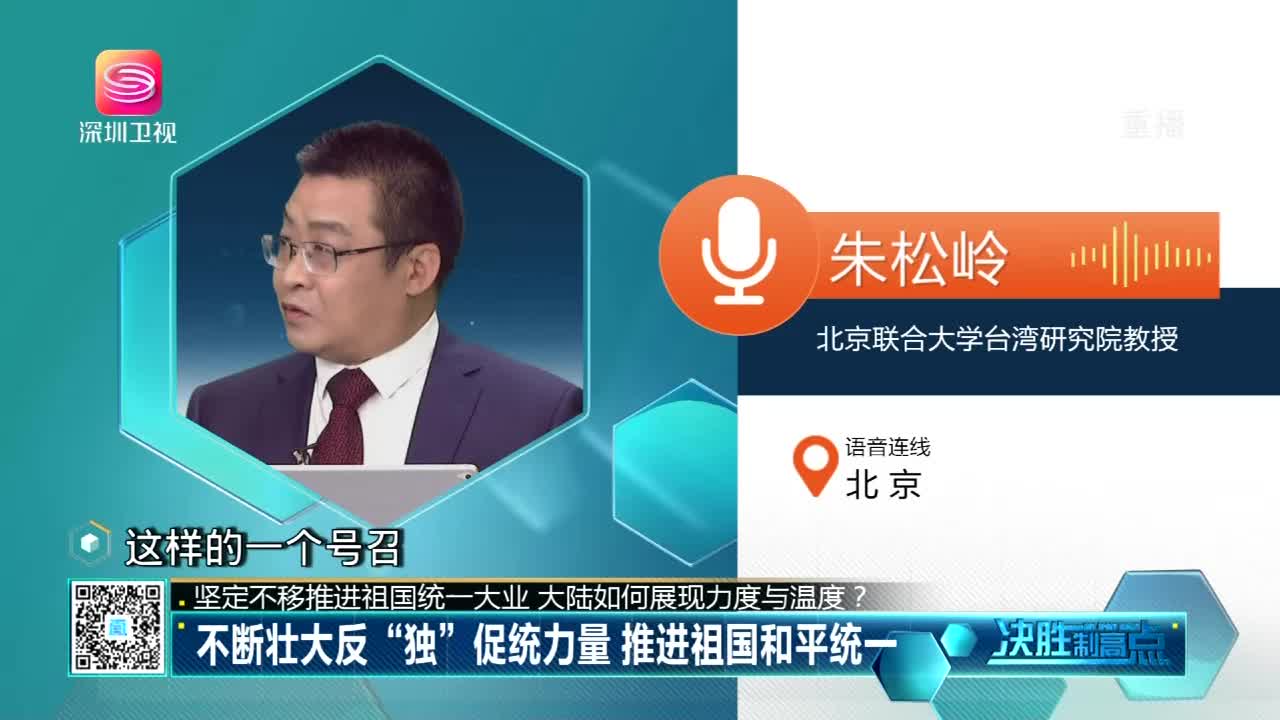 深圳卫视
重播
朱松岭
北京联合大学台湾研究院教授
语音连线
北京
这样的一个号召
坚定不移推进祖国统一大业 大陆如何展现力度与温度？
不断壮大反“独”促统力量 推进祖国和平统一
决胜制高点